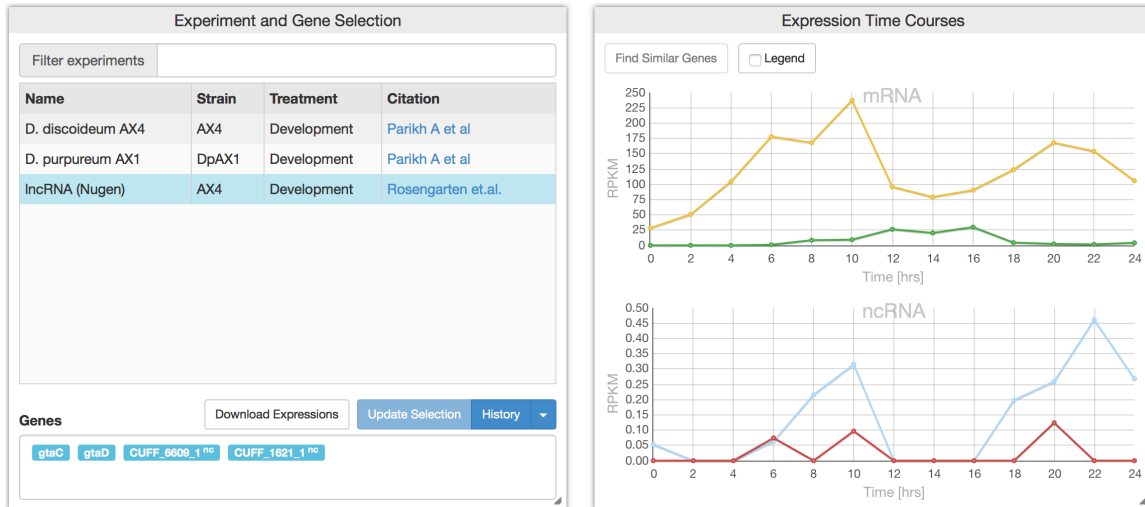 Experiment and Gene Selection
Filter experiments
Name Strain Treatment Citation
D. discoideum AX4 AX4 Development Parikh A et al
D. purpureum AX1 DpAX1 Development Parikh A et al
lncRNA (Nugen) AX4 Development Rosengarten et.al.
Genes Download Expressions Update Selection History
gtaC gtaD CUFF_6609_1 nc CUFF_1621_1 nc
Expression Time Courses
Find Similar Genes Legend
mRNA
RPKM
250
225
200
175
150
125
100
75
50
25
0
0 2 4 6 8 10 12 14 16 18 20 22 24
Time [hrs]
ncRNA
RPKM
0.50
0.45
0.40
0.35
0.30
0.25
0.20
0.15
0.10
0.05
0.00
0 2 4 6 8 10 12 14 16 18 20 22 24
Time [hrs]